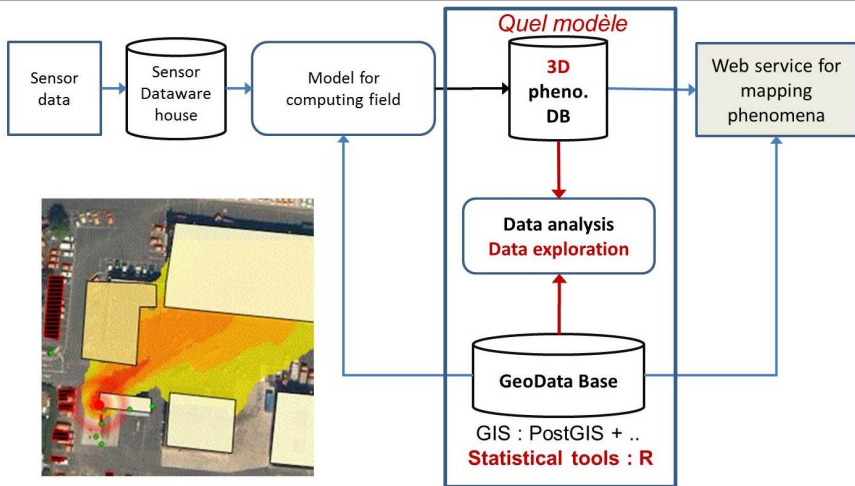 Quel modèle
Sensor
data
Sensor
Dataware
house
Model for
computing field
3D
pheno.
DB
Web service for
mapping
phenomena
Data analysis
Data exploration
GeoData Base
GIS : PostGIS + ..
Statistical tools : R